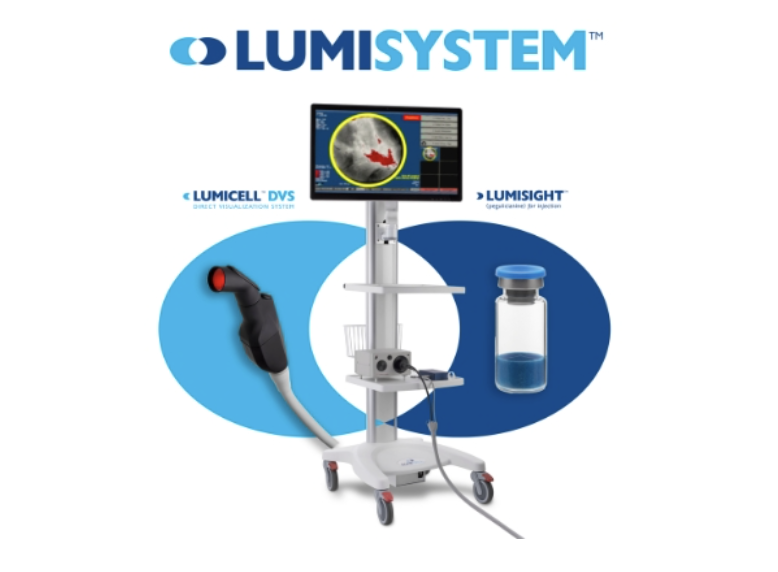 LUMISYSTEM™
LUMICELL™ DVS
DIRECT VISUALIZATION SYSTEM
LUMISIGHT™
(pegulicianine) for injection